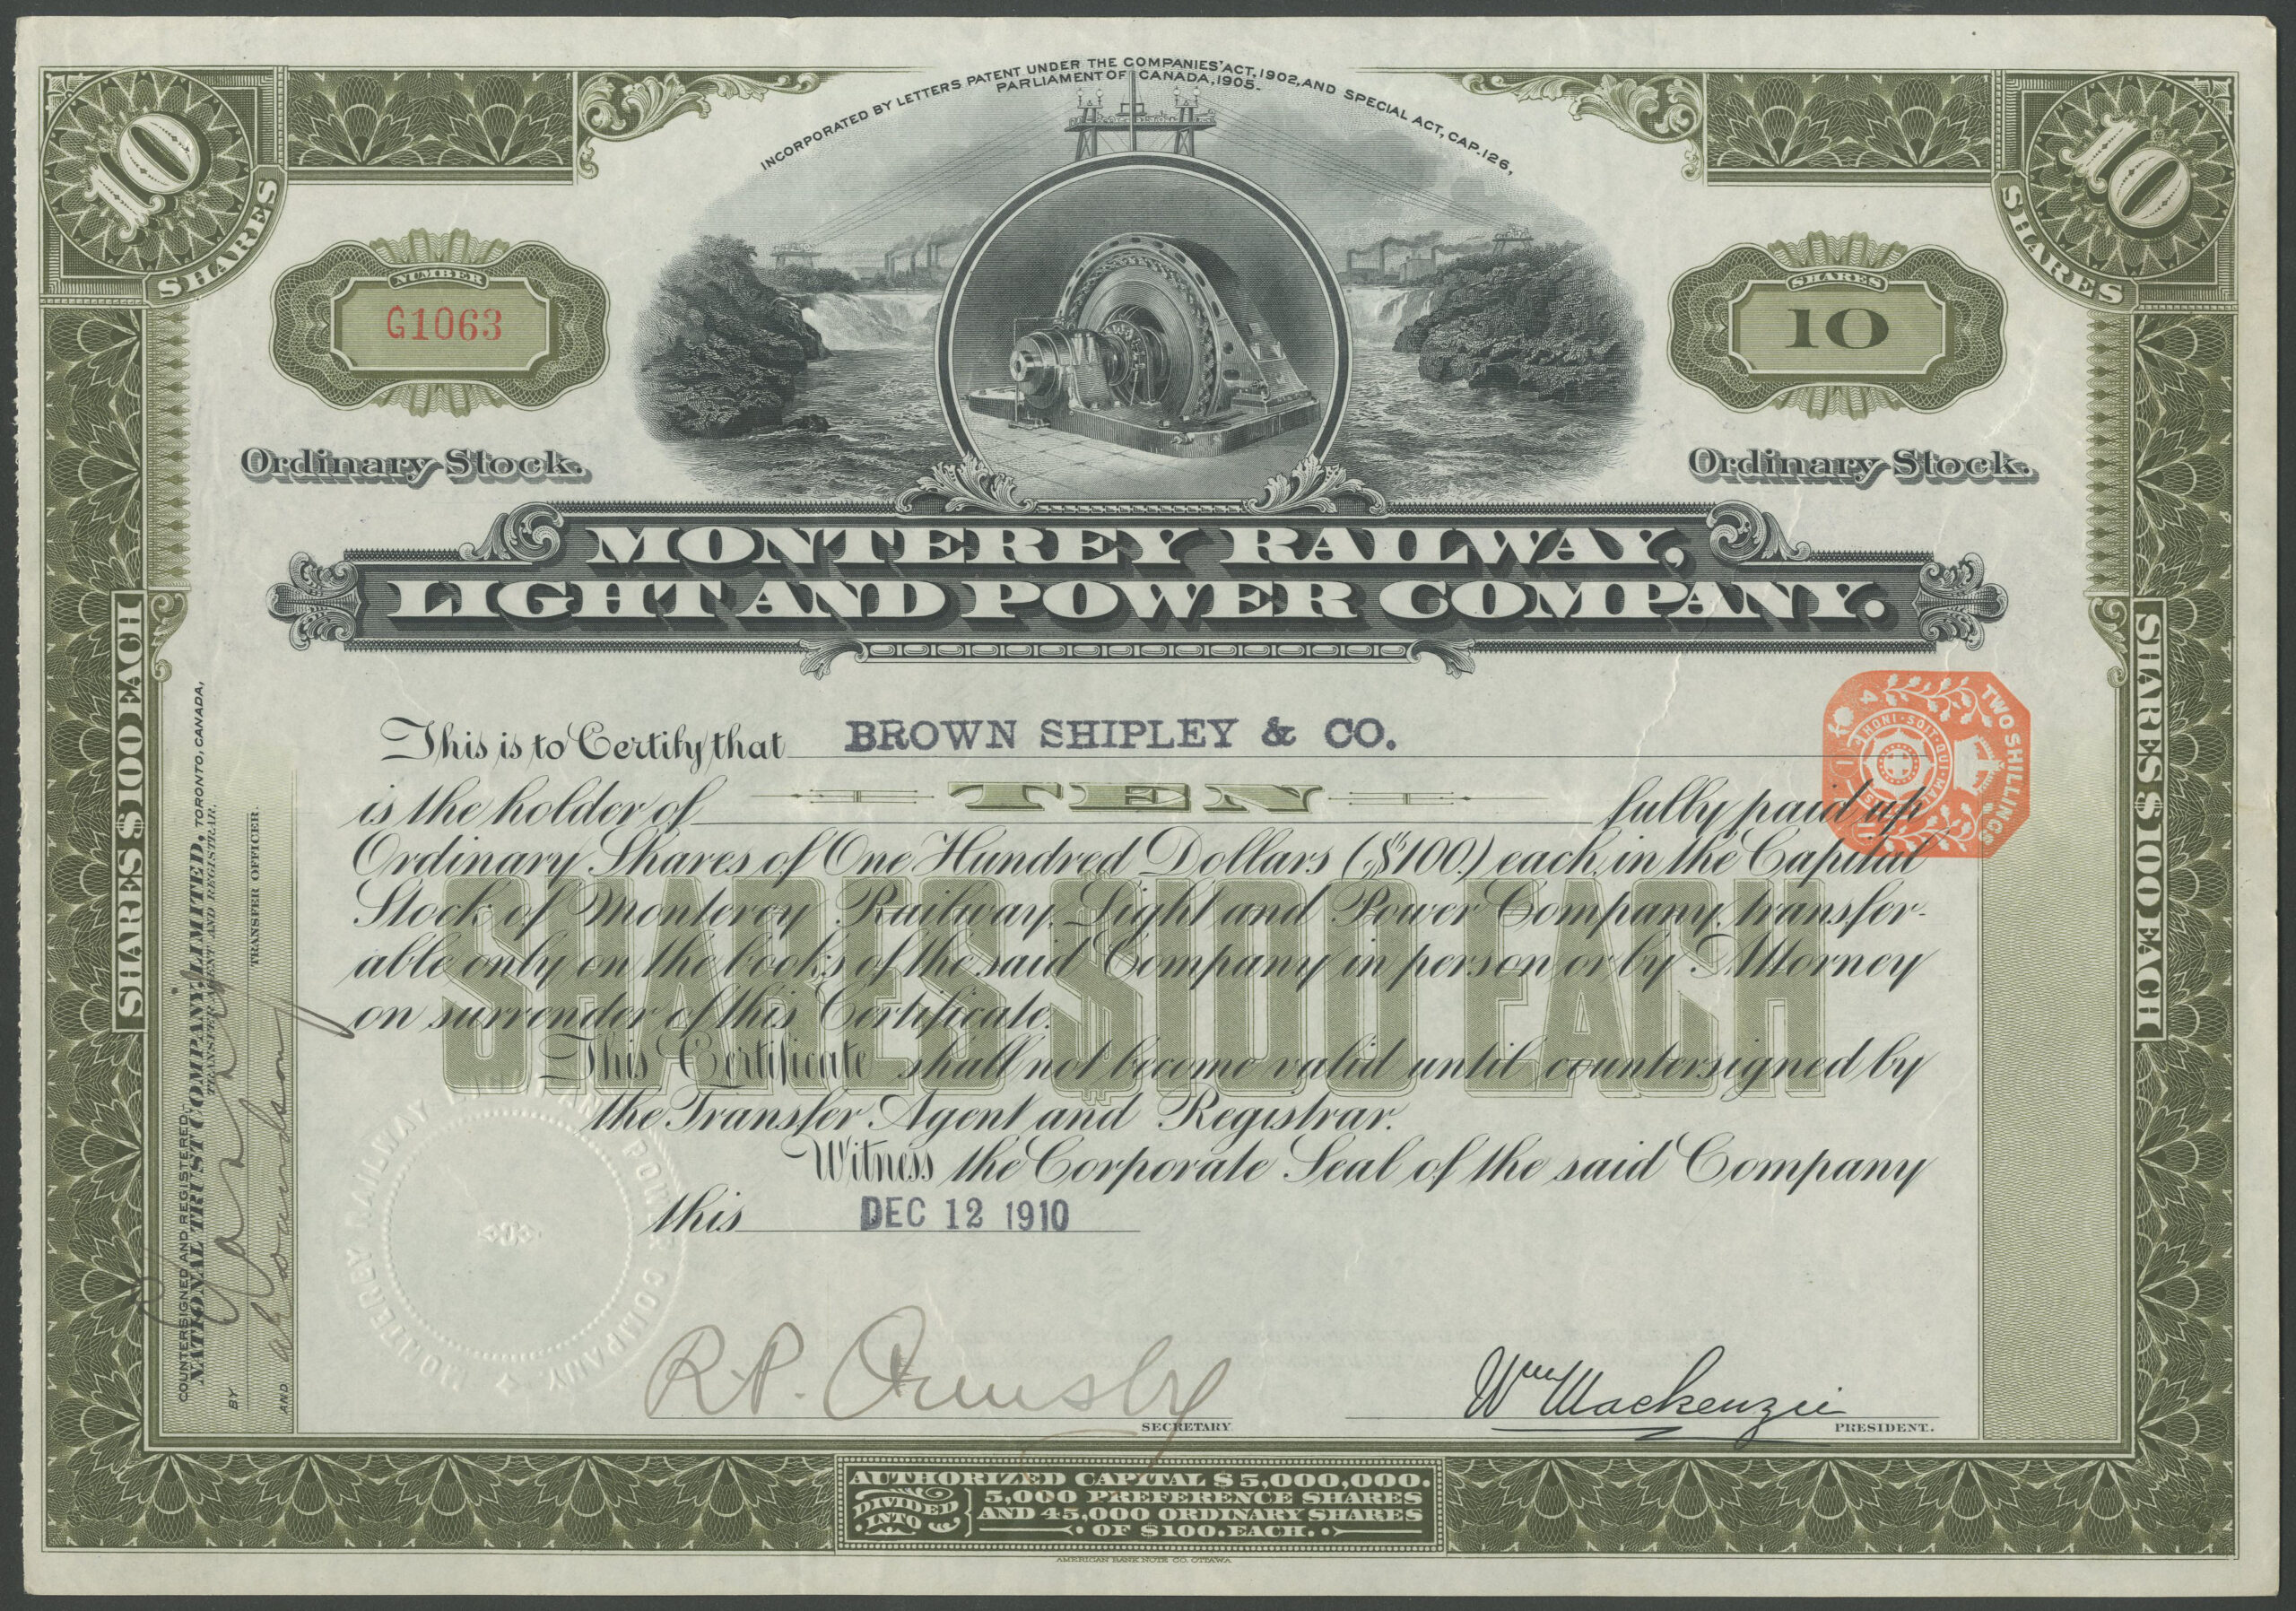 INCORPORATED BY LETTERS PATENT UNDER THE COMPANIES' ACT, 1902, AND SPECIAL ACT, CAP. 126,
PARLIAMENT OF CANADA, 1905.
10
SHARES
10
SHARES
NUMBER
G1063
SHARES
10
Ordinary Stock.
Ordinary Stock.
MONTEREY RAILWAY,
LIGHT AND POWER COMPANY.
TWO SHILLINGS
HONI · SOIT · QUI · MAL
This is to Certify that BROWN SHIPLEY & CO.
is the holder of TEN fully paid up
Ordinary Shares of One Hundred Dollars ($100.) each, in the Capital
Stock of Monterey Railway, Light and Power Company, transfer-
able only on the books of the said Company in person or by Attorney
on surrender of this Certificate.
This Certificate shall not become valid until countersigned by
the Transfer Agent and Registrar.
Witness the Corporate Seal of the said Company
this DEC 12 1910
SHARES $100 EACH
SHARES $100 EACH
SHARES $100 EACH
COUNTERSIGNED AND REGISTERED.
NATIONAL TRUST COMPANY, LIMITED, TORONTO, CANADA,
TRANSFER AGENT AND REGISTRAR.
BY
TRANSFER OFFICER.
AND
MONTEREY RAILWAY LIGHT AND POWER COMPANY
R.P. Ormsby
SECRETARY
Wm Mackenzie
PRESIDENT.
AUTHORIZED CAPITAL $5,000,000.
DIVIDED INTO
5,000 PREFERENCE SHARES
AND 45,000 ORDINARY SHARES
OF $100. EACH.
AMERICAN BANK NOTE CO. OTTAWA